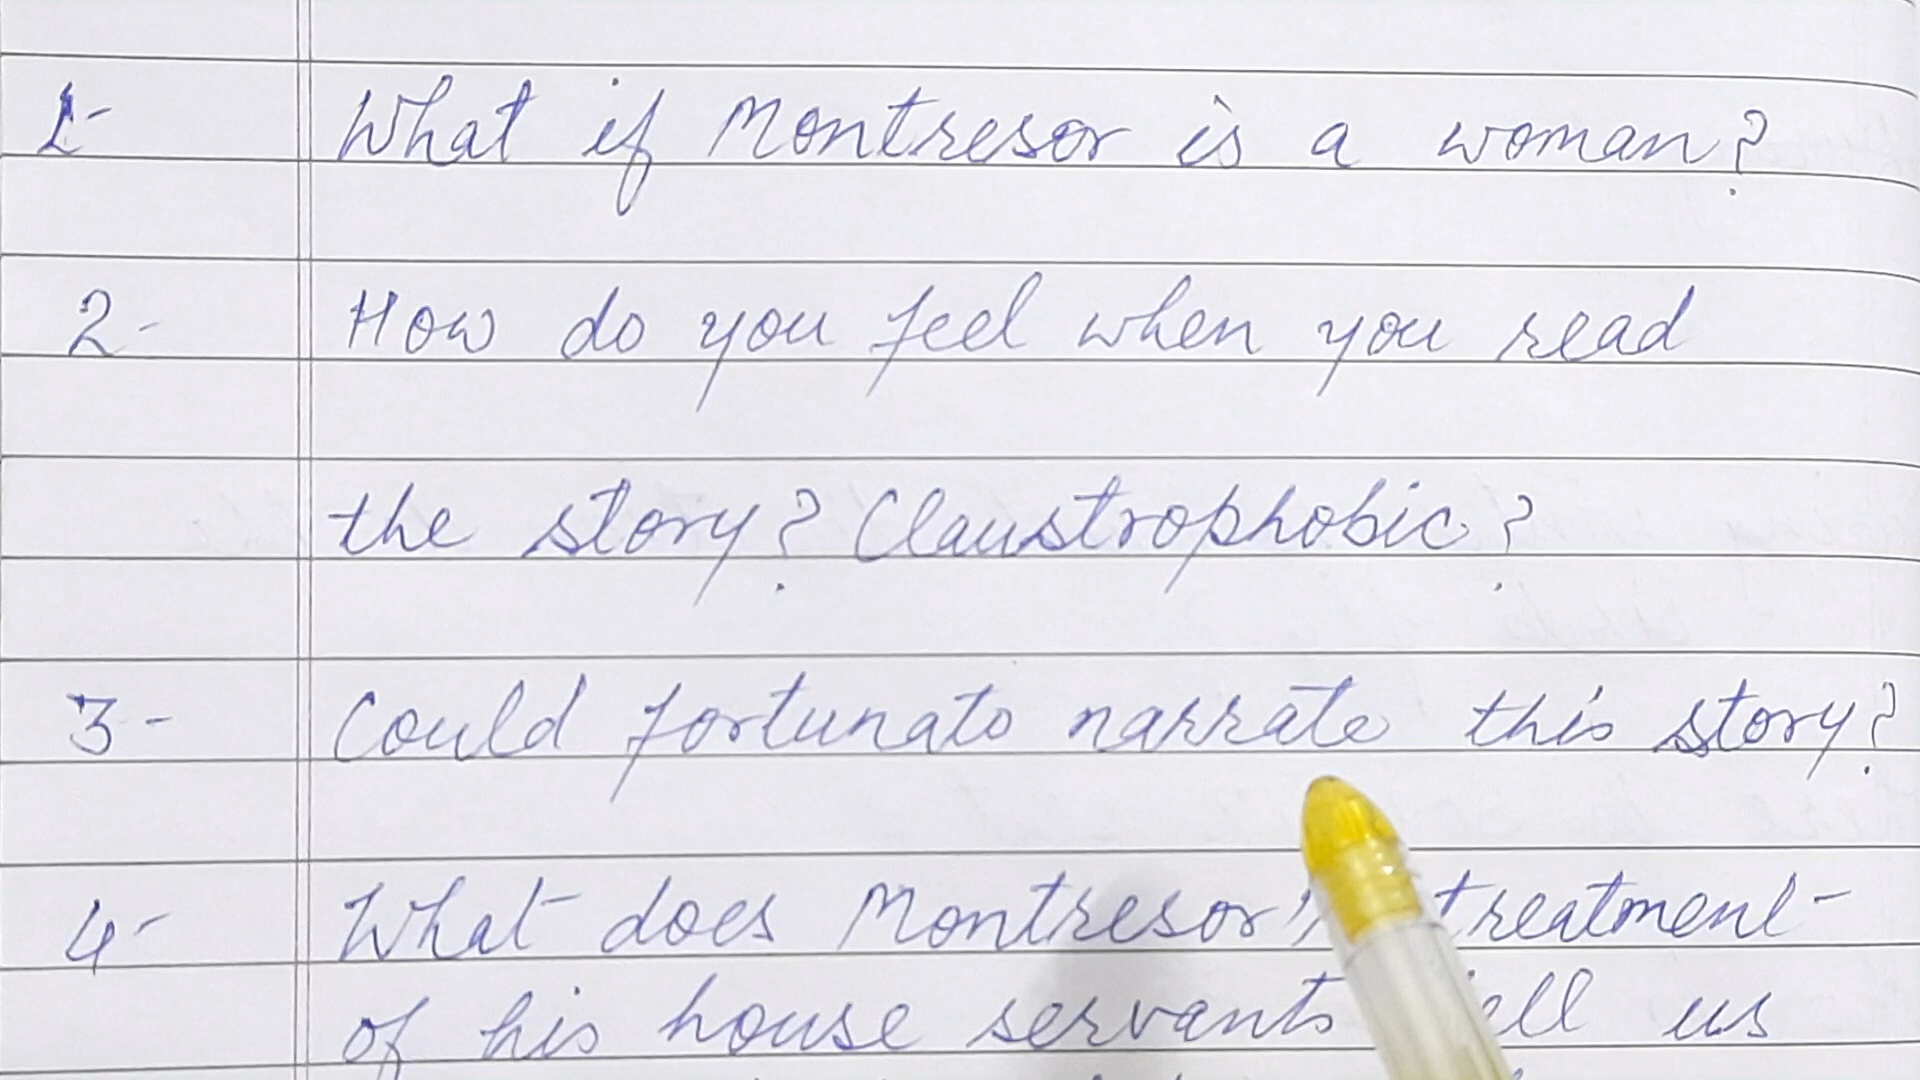 1- What if Montresor is a woman?
2- How do you feel when you read
the story? Claustrophobic?
3- Could fortunato narrate this story?
4- What does Montresor's treatment
of his house servants tell us